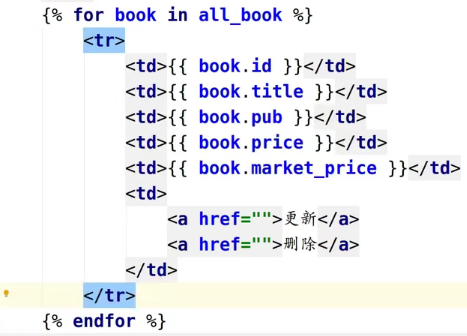 {% for book in all_book %}
<tr>
<td>{{ book.id }}</td>
<td>{{ book.title }}</td>
<td>{{ book.pub }}</td>
<td>{{ book.price }}</td>
<td>{{ book.market_price }}</td>
<td>
<a href="">更新</a>
<a href="">删除</a>
</td>
</tr>
{% endfor %}